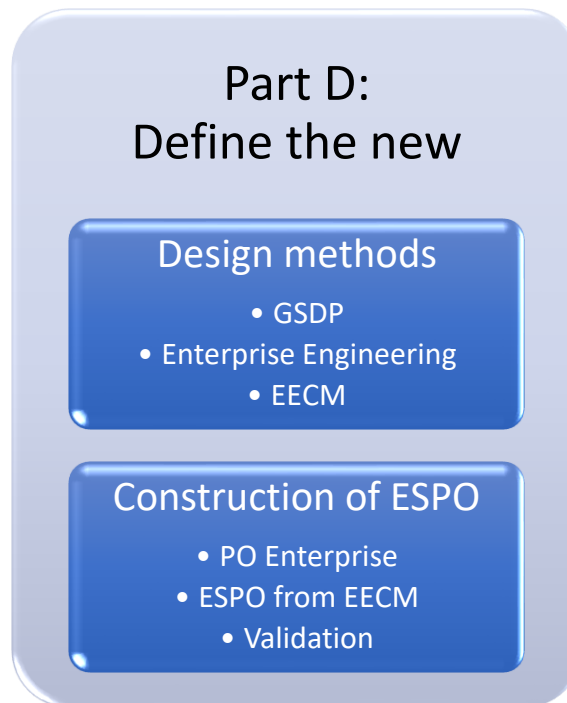 Part D:
Define the new
Design methods
• GSDP
• Enterprise Engineering
• EECM
Construction of ESPO
• PO Enterprise
• ESPO from EECM
• Validation